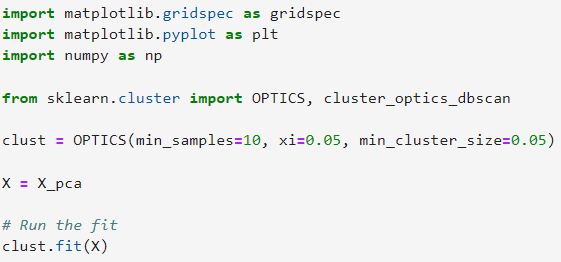 import matplotlib.gridspec as gridspec
import matplotlib.pyplot as plt
import numpy as np
from sklearn.cluster import OPTICS, cluster_optics_dbscan
clust = OPTICS(min_samples=10, xi=0.05, min_cluster_size=0.05)
X = X_pca
# Run the fit
clust.fit(X)